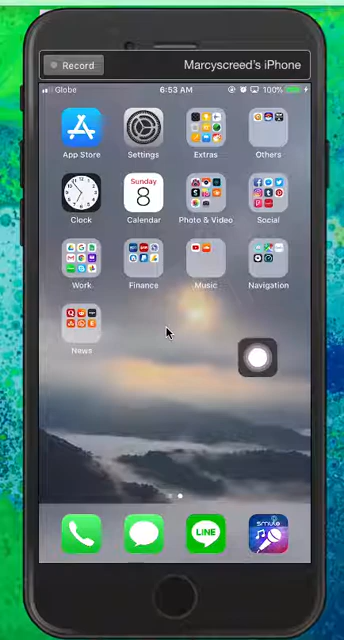 Record
Marcyscreed's iPhone
Globe
6:53 AM
100%
App Store
Settings
Extras
Others
Sunday
8
Clock
Calendar
Photo & Video
Social
Work
Finance
Music
Navigation
News
LINE
smule